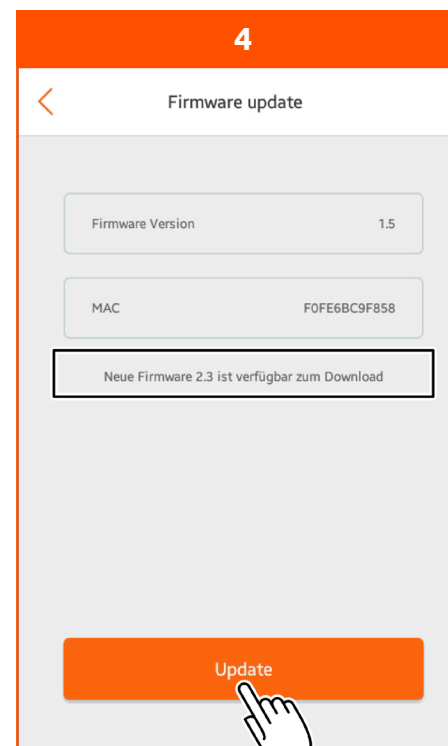 4
Firmware update
Firmware Version 1.5
MAC F0FE6BC9F858
Neue Firmware 2.3 ist verfügbar zum Download
Update